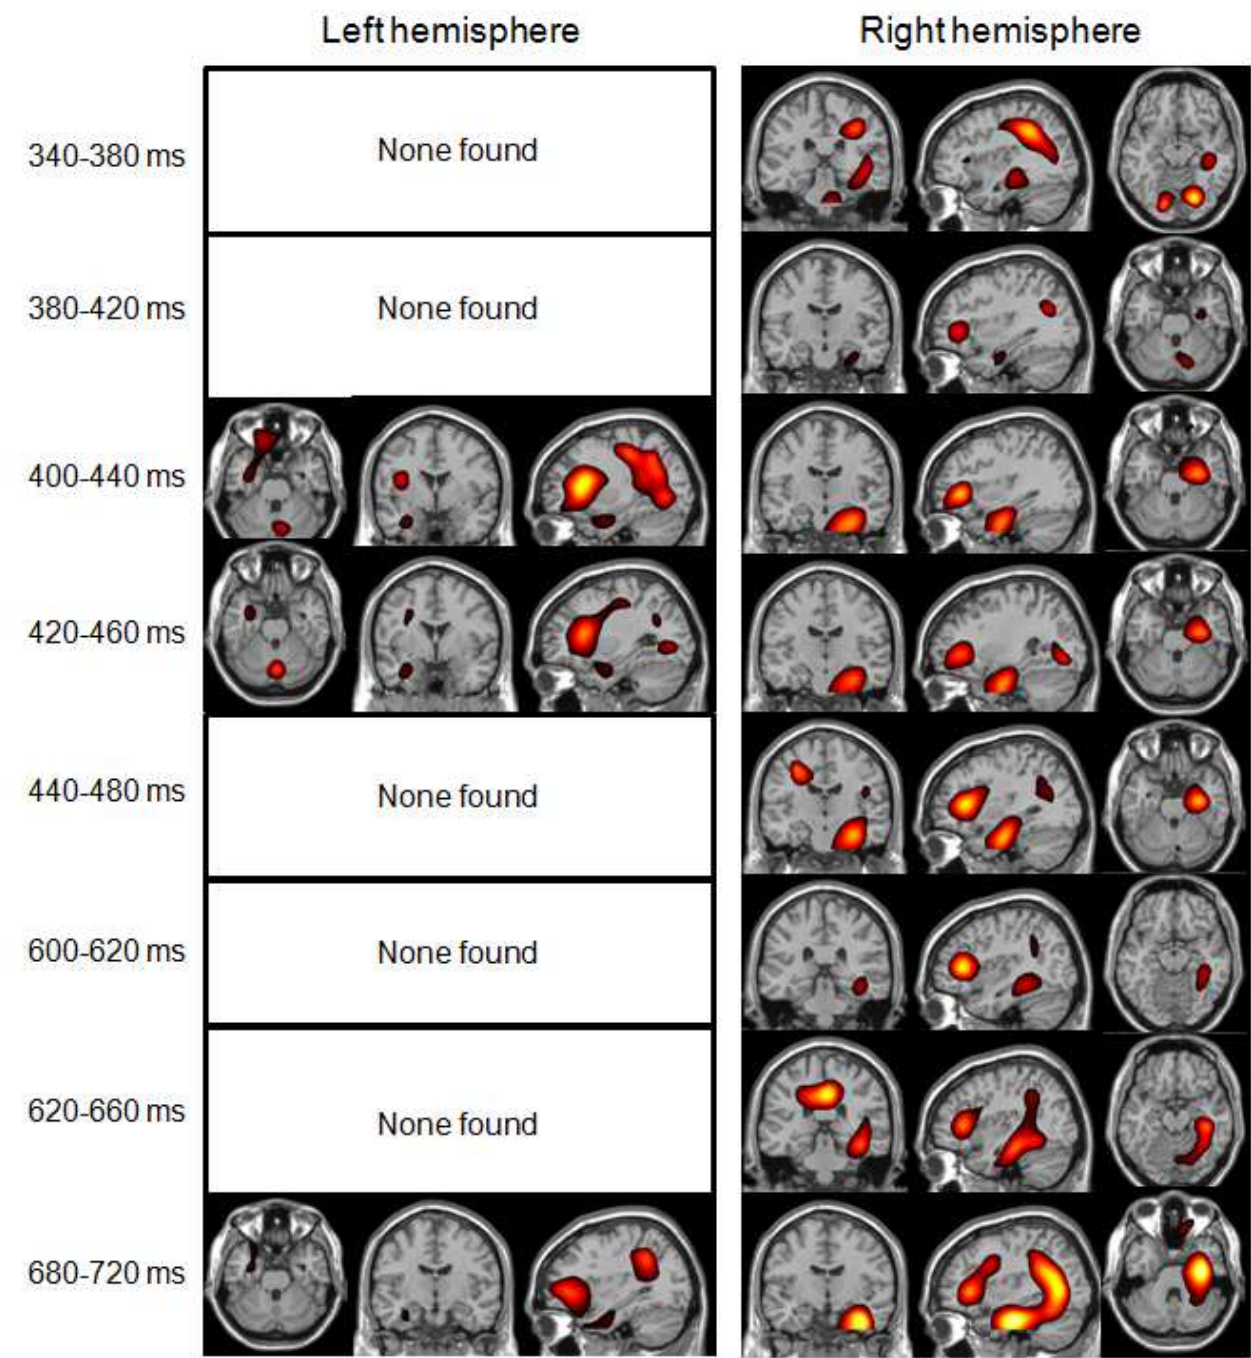 Left hemisphere
Right hemisphere
340-380 ms
None found
380-420 ms
None found
400-440 ms
420-460 ms
440-480 ms
None found
600-620 ms
None found
620-660 ms
None found
680-720 ms